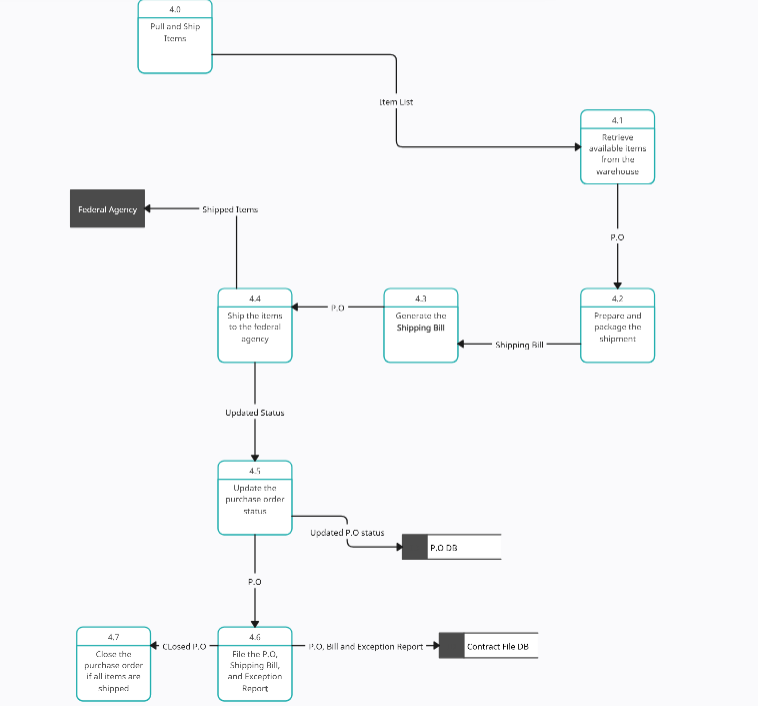 4.0
Pull and Ship
Items
Item List
4.1
Retrieve
available items
from the
warehouse
Federal Agency
Shipped Items
P.O
4.4
Ship the items
to the federal
agency
P.O
4.3
Generate the
Shipping Bill
Shipping Bill
4.2
Prepare and
package the
shipment
Updated Status
4.5
Update the
purchase order
status
Updated P.O status
P.O DB
P.O
4.7
Close the
purchase order
if all items are
shipped
CLosed P.O
4.6
File the P.O,
Shipping Bill,
and Exception
Report
P.O, Bill and Exception Report
Contract File DB